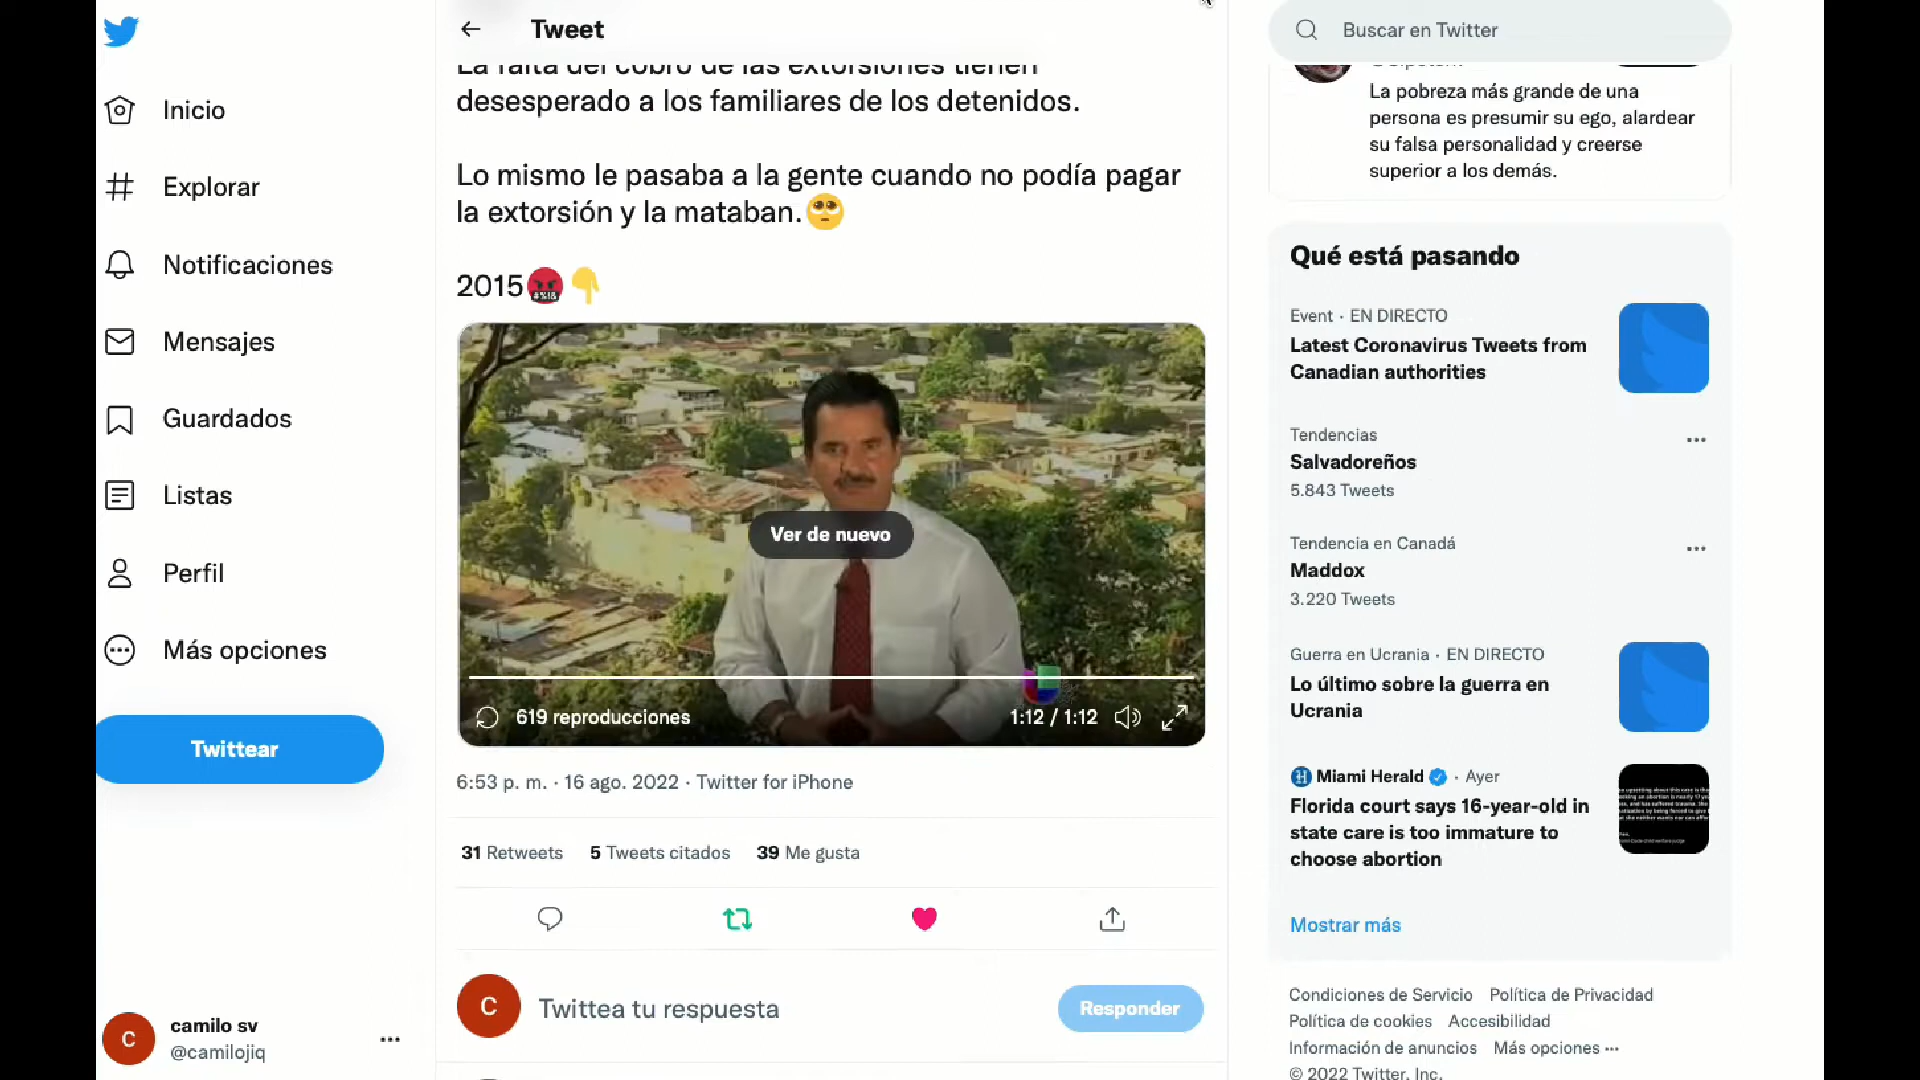 Tweet
La falta del cobro de las extorsiones tienen
desesperado a los familiares de los detenidos.
Lo mismo le pasaba a la gente cuando no podía pagar
la extorsión y la mataban.🥺
2015🤬👇
Ver de nuevo
619 reproducciones
1:12 / 1:12
6:53 p. m. · 16 ago. 2022 · Twitter for iPhone
31 Retweets 5 Tweets citados 39 Me gusta
C
Twittea tu respuesta
Responder
Inicio
Explorar
Notificaciones
Mensajes
Guardados
Listas
Perfil
Más opciones
Twittear
C
camilo sv
@camilojiq
Buscar en Twitter
La pobreza más grande de una
persona es presumir su ego, alardear
su falsa personalidad y creerse
superior a los demás.
Qué está pasando
Event · EN DIRECTO
Latest Coronavirus Tweets from
Canadian authorities
Tendencias
Salvadoreños
5.843 Tweets
Tendencia en Canadá
Maddox
3.220 Tweets
Guerra en Ucrania · EN DIRECTO
Lo último sobre la guerra en
Ucrania
Miami Herald · Ayer
Florida court says 16-year-old in
state care is too immature to
choose abortion
Mostrar más
Condiciones de Servicio Política de Privacidad
Política de cookies Accesibilidad
Información de anuncios Más opciones ···
© 2022 Twitter, Inc.